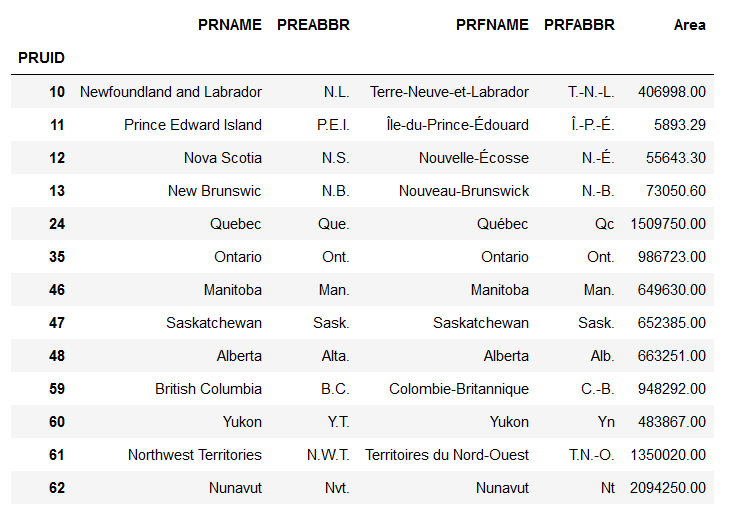 PRNAME PREABBR PRFNAME PRFABBR Area
PRUID
10 Newfoundland and Labrador N.L. Terre-Neuve-et-Labrador T.-N.-L. 406998.00
11 Prince Edward Island P.E.I. Île-du-Prince-Édouard Î.-P.-É. 5893.29
12 Nova Scotia N.S. Nouvelle-Écosse N.-É. 55643.30
13 New Brunswic N.B. Nouveau-Brunswick N.-B. 73050.60
24 Quebec Que. Québec Qc 1509750.00
35 Ontario Ont. Ontario Ont. 986723.00
46 Manitoba Man. Manitoba Man. 649630.00
47 Saskatchewan Sask. Saskatchewan Sask. 652385.00
48 Alberta Alta. Alberta Alb. 663251.00
59 British Columbia B.C. Colombie-Britannique C.-B. 948292.00
60 Yukon Y.T. Yukon Yn 483867.00
61 Northwest Territories N.W.T. Territoires du Nord-Ouest T.N.-O. 1350020.00
62 Nunavut Nvt. Nunavut Nt 2094250.00